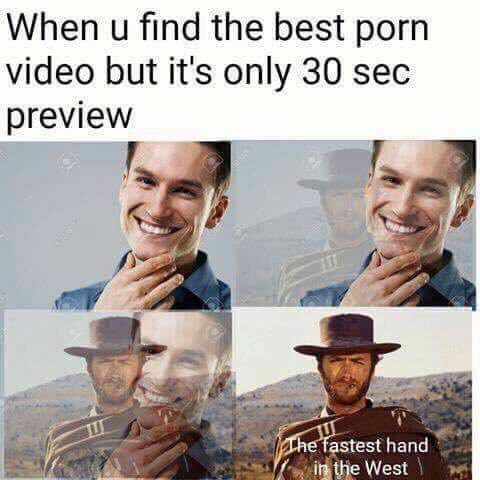 When u find the best porn
video but it's only 30 sec
preview
The fastest hand
in the West